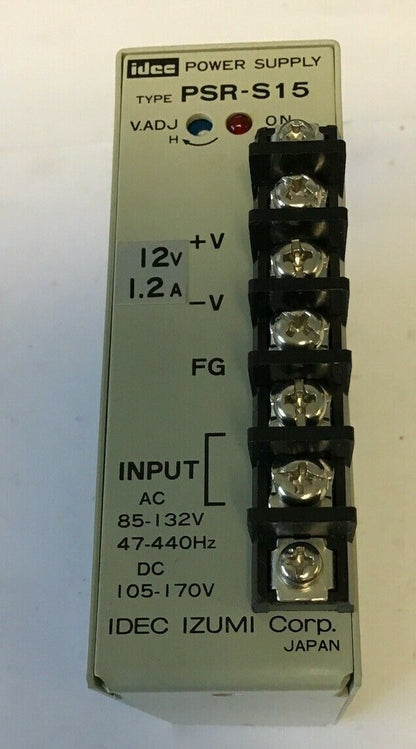 idec POWER SUPPLY
TYPE PSR-S15
V.ADJ ON
H
+V
12V
1.2A
-V
FG
INPUT
AC
85-132V
47-440Hz
DC
105-170V
IDEC IZUMI Corp.
JAPAN